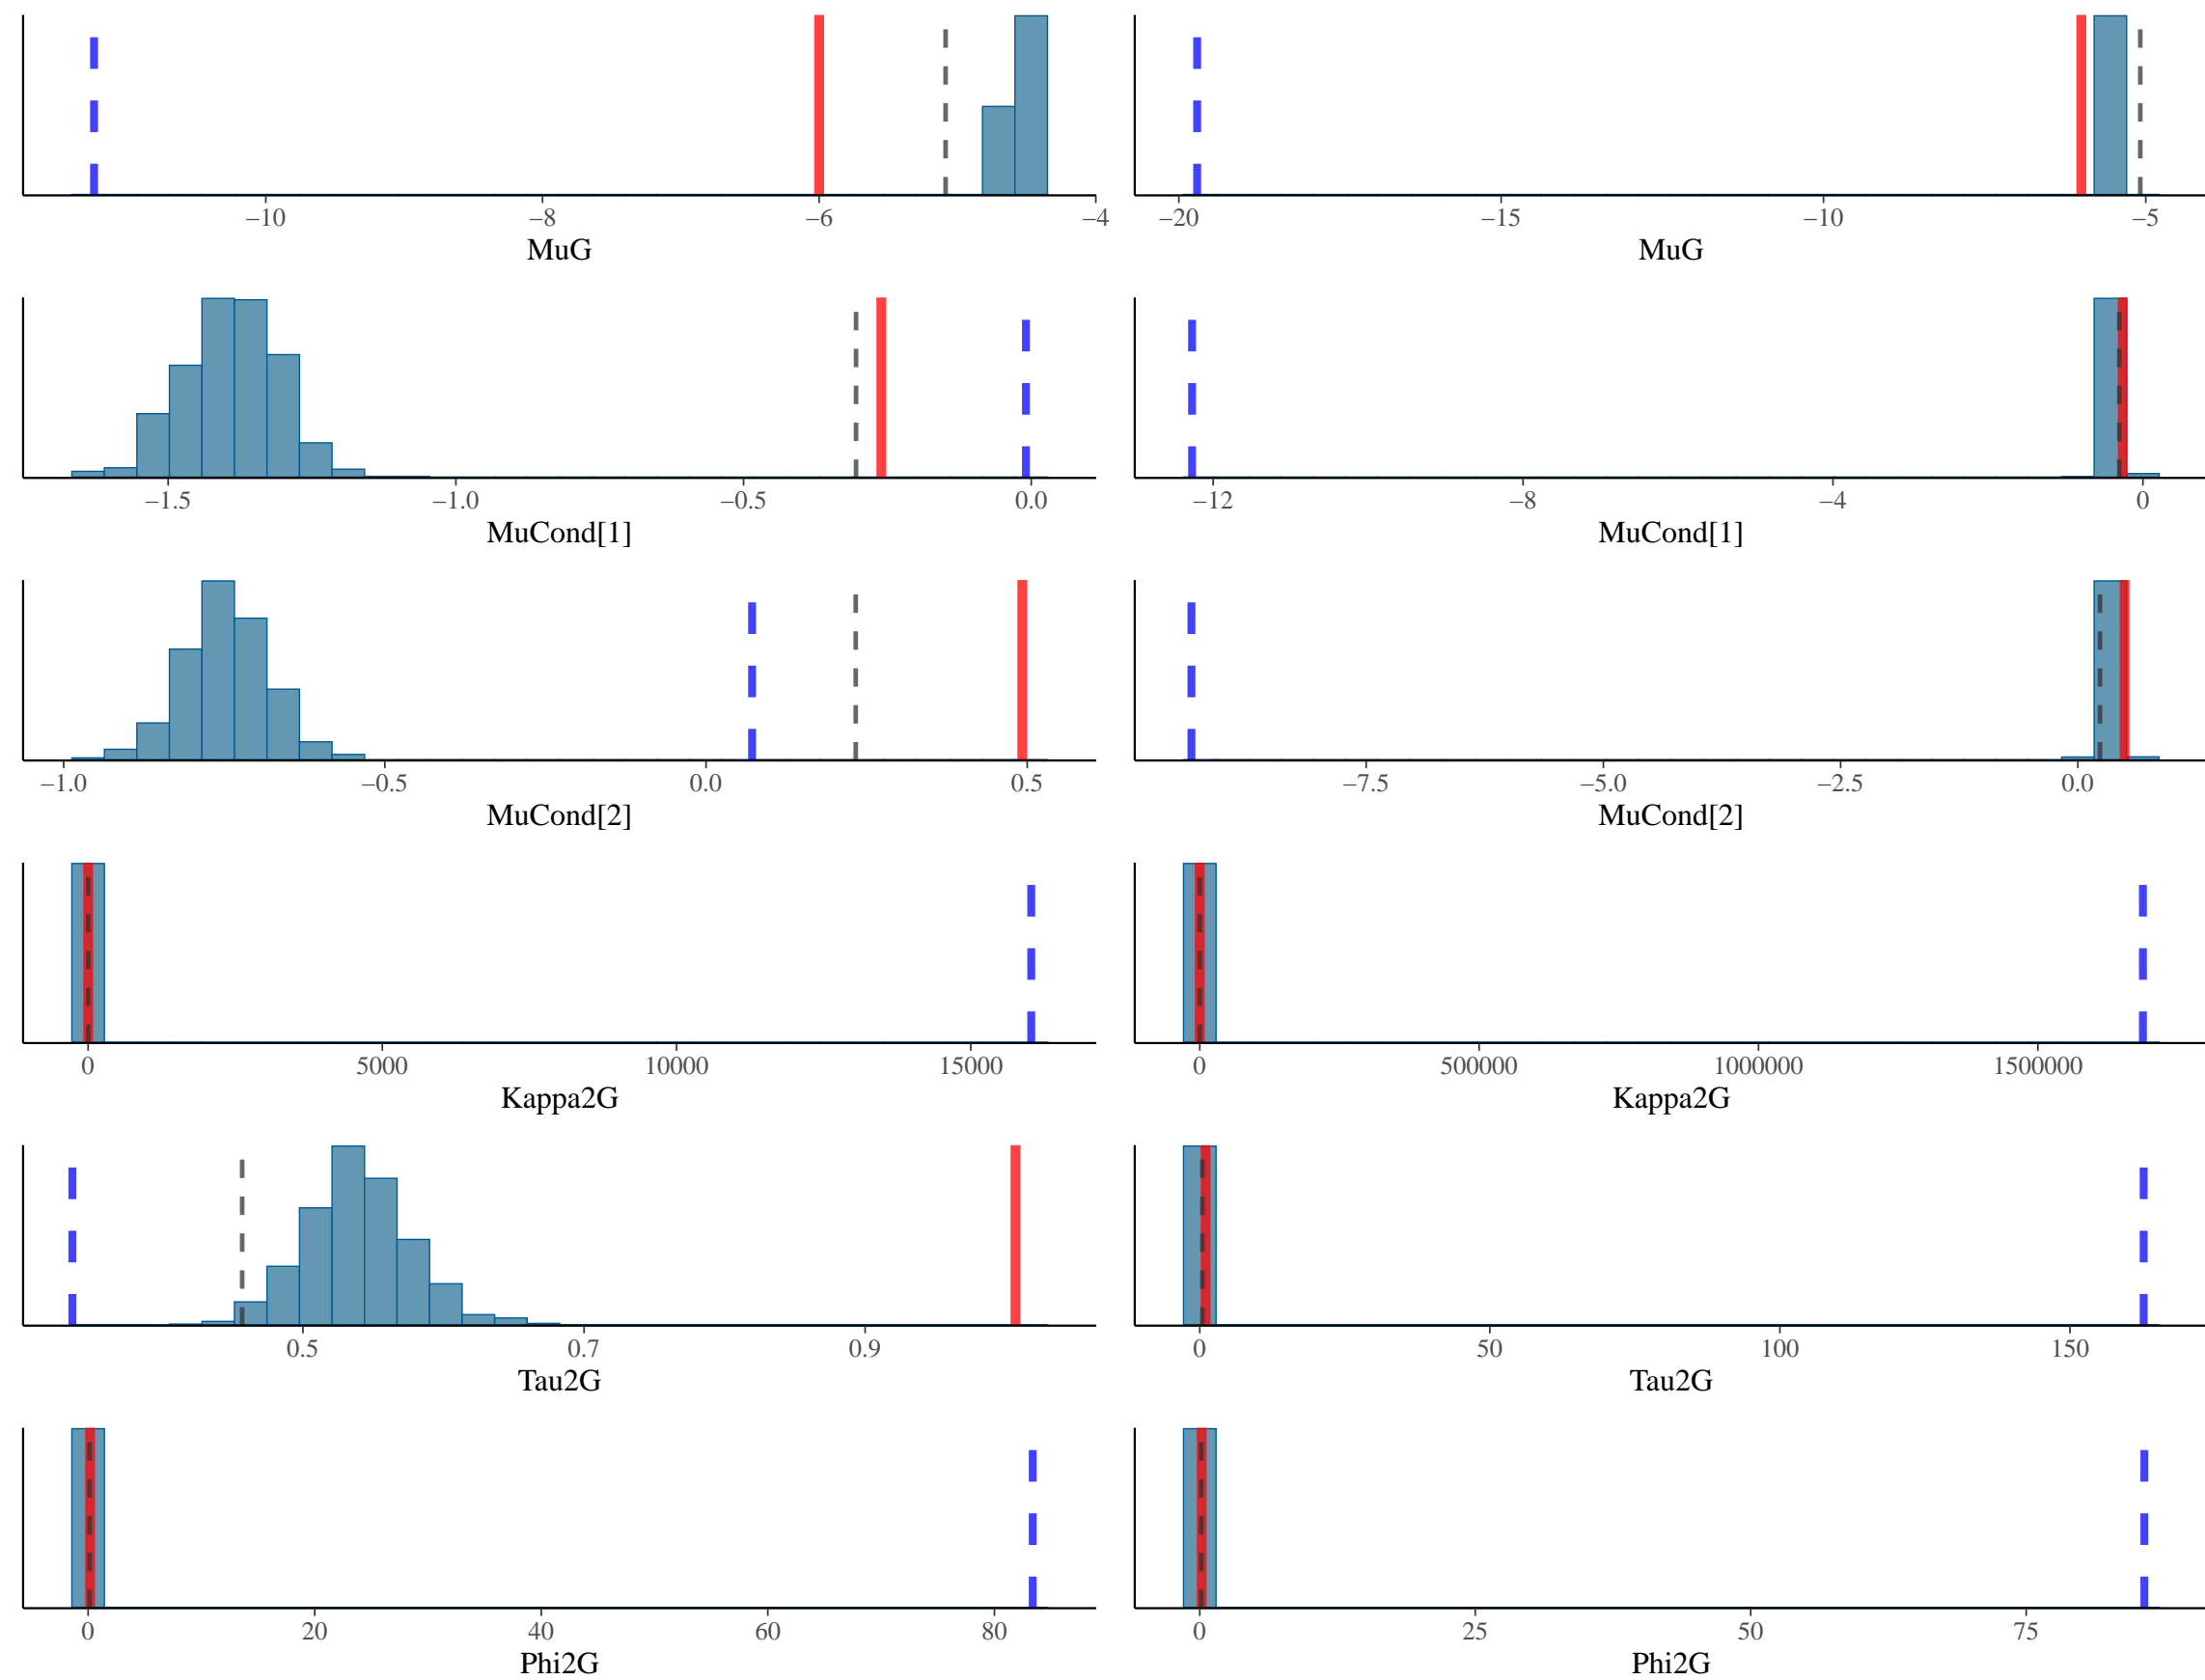 −10 −8 −6 −4
MuG
−20 −15 −10 −5
MuG
−1.5 −1.0 −0.5 0.0
MuCond[1]
−12 −8 −4 0
MuCond[1]
−1.0 −0.5 0.0 0.5
MuCond[2]
−7.5 −5.0 −2.5 0.0
MuCond[2]
0 5000 10000 15000
Kappa2G
0 500000 1000000 1500000
Kappa2G
0.5 0.7 0.9
Tau2G
0 50 100 150
Tau2G
0 20 40 60 80
Phi2G
0 25 50 75
Phi2G